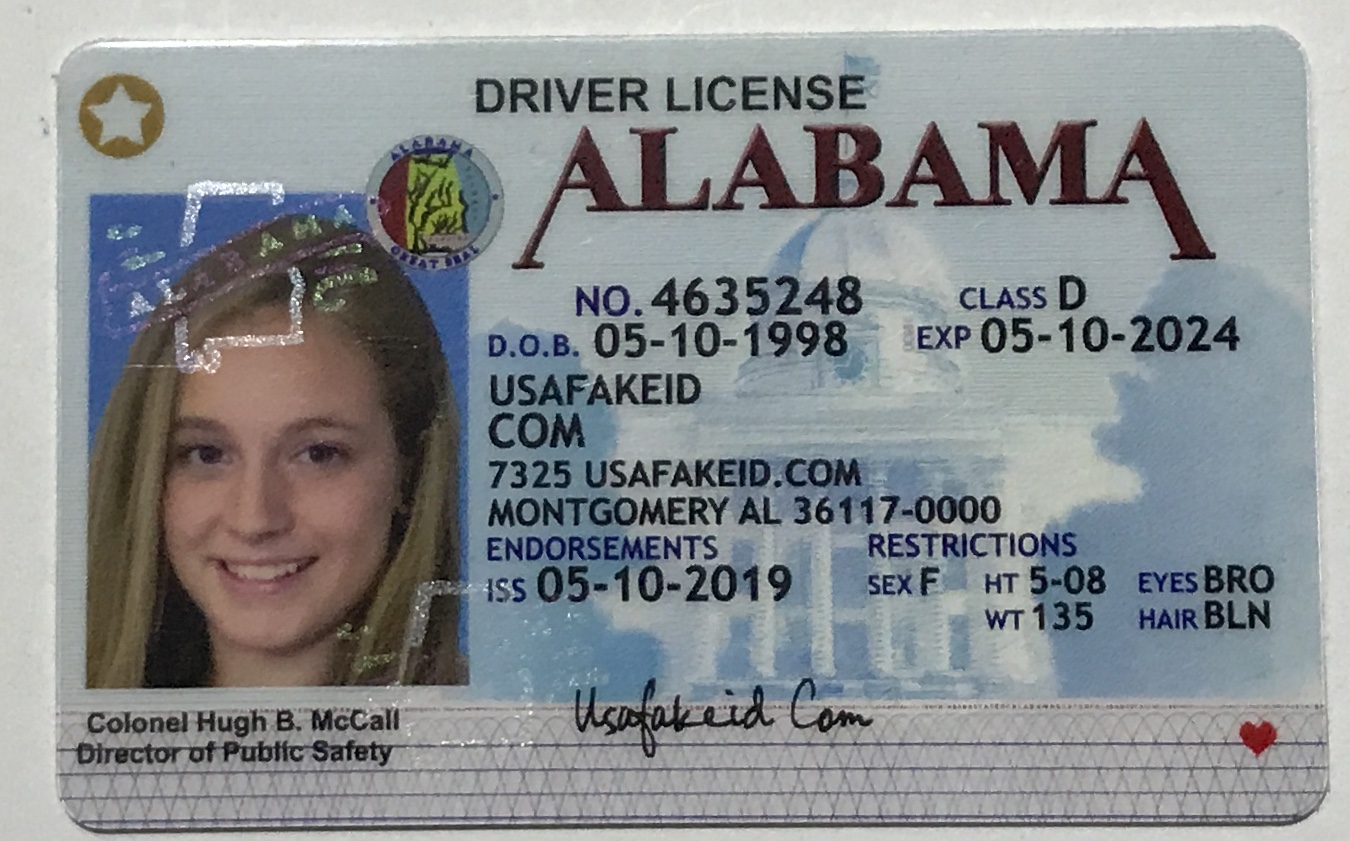 DRIVER LICENSE
ALABAMA
ALABAMA
GREAT SEAL
ALABAMA
NO. 4635248 CLASS D
D.O.B. 05-10-1998 EXP 05-10-2024
USAFAKEID
COM
7325 USAFAKEID.COM
MONTGOMERY AL 36117-0000
ENDORSEMENTS RESTRICTIONS
ISS 05-10-2019 SEX F HT 5-08 EYES BRO
WT 135 HAIR BLN
Usafakeid Com
Colonel Hugh B. McCall
Director of Public Safety